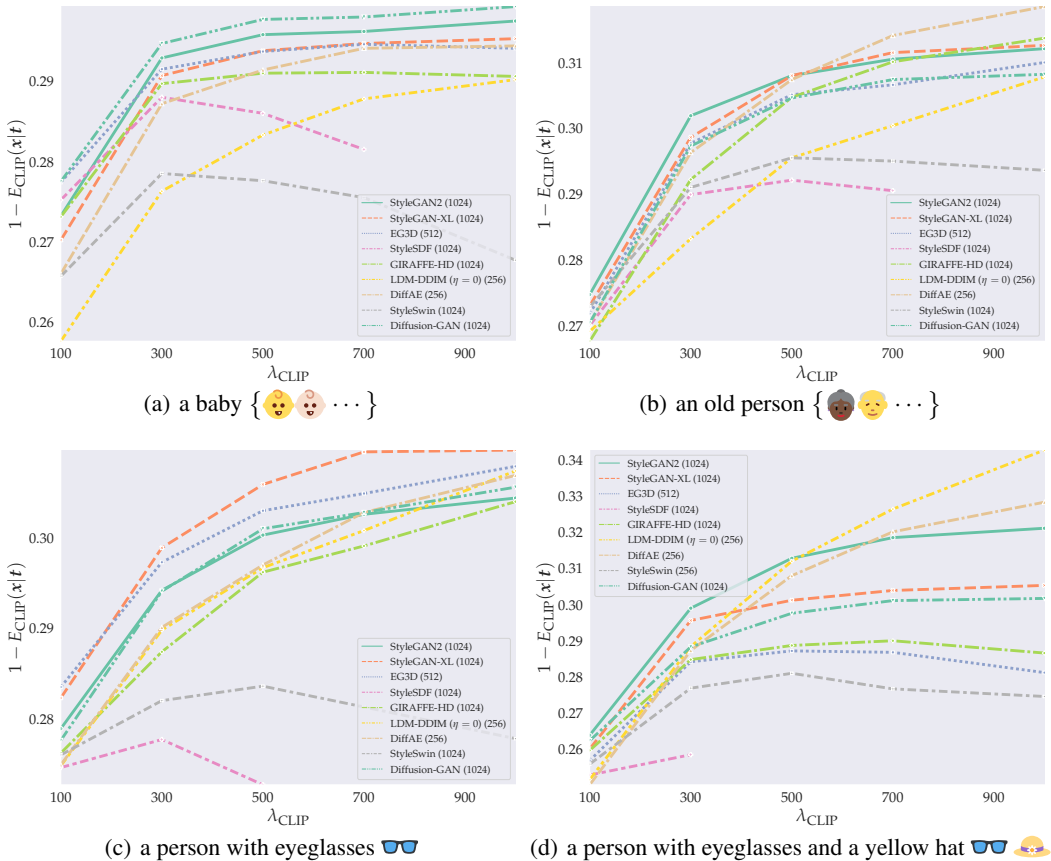 0.29
0.28
0.27
0.26
1 − E_CLIP(x|t)
StyleGAN2 (1024)
StyleGAN-XL (1024)
EG3D (512)
StyleSDF (1024)
GIRAFFE-HD (1024)
LDM-DDIM (η = 0) (256)
DiffAE (256)
StyleSwin (1024)
Diffusion-GAN (1024)
100 300 500 700 900
λ_CLIP
(a) a baby {👶👶🏻 · · · }
0.31
0.30
0.29
0.28
0.27
1 − E_CLIP(x|t)
StyleGAN2 (1024)
StyleGAN-XL (1024)
EG3D (512)
StyleSDF (1024)
GIRAFFE-HD (1024)
LDM-DDIM (η = 0) (256)
DiffAE (256)
StyleSwin (1024)
Diffusion-GAN (1024)
100 300 500 700 900
λ_CLIP
(b) an old person {👵🏿👴 · · · }
0.30
0.29
0.28
1 − E_CLIP(x|t)
StyleGAN2 (1024)
StyleGAN-XL (1024)
EG3D (512)
StyleSDF (1024)
GIRAFFE-HD (1024)
LDM-DDIM (η = 0) (256)
DiffAE (256)
StyleSwin (1024)
Diffusion-GAN (1024)
100 300 500 700 900
λ_CLIP
(c) a person with eyeglasses 👓
0.34
0.33
0.32
0.31
0.30
0.29
0.28
0.27
0.26
1 − E_CLIP(x|t)
StyleGAN2 (1024)
StyleGAN-XL (1024)
EG3D (512)
StyleSDF (1024)
GIRAFFE-HD (1024)
LDM-DDIM (η = 0) (256)
DiffAE (256)
StyleSwin (256)
Diffusion-GAN (1024)
100 300 500 700 900
λ_CLIP
(d) a person with eyeglasses and a yellow hat 👓 👒